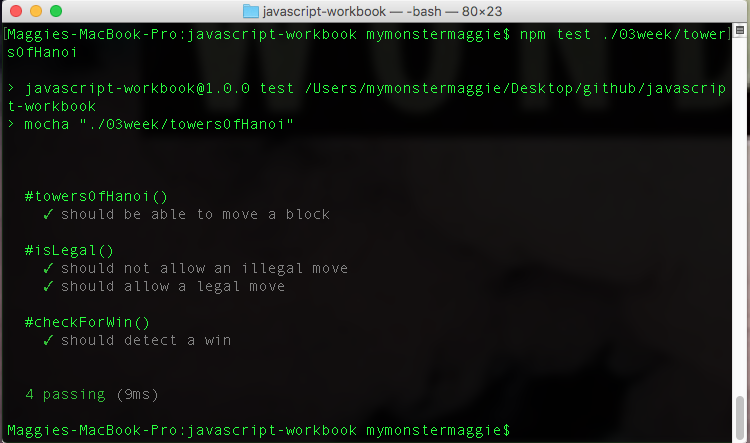 javascript-workbook — -bash — 80×23
[Maggies-MacBook-Pro:javascript-workbook mymonstermaggie$ npm test ./03week/tower]
sOfHanoi
> javascript-workbook@1.0.0 test /Users/mymonstermaggie/Desktop/github/javascrip
t-workbook
> mocha "./03week/towersOfHanoi"
#towersOfHanoi()
✓ should be able to move a block
#isLegal()
✓ should not allow an illegal move
✓ should allow a legal move
#checkForWin()
✓ should detect a win
4 passing (9ms)
Maggies-MacBook-Pro:javascript-workbook mymonstermaggie$